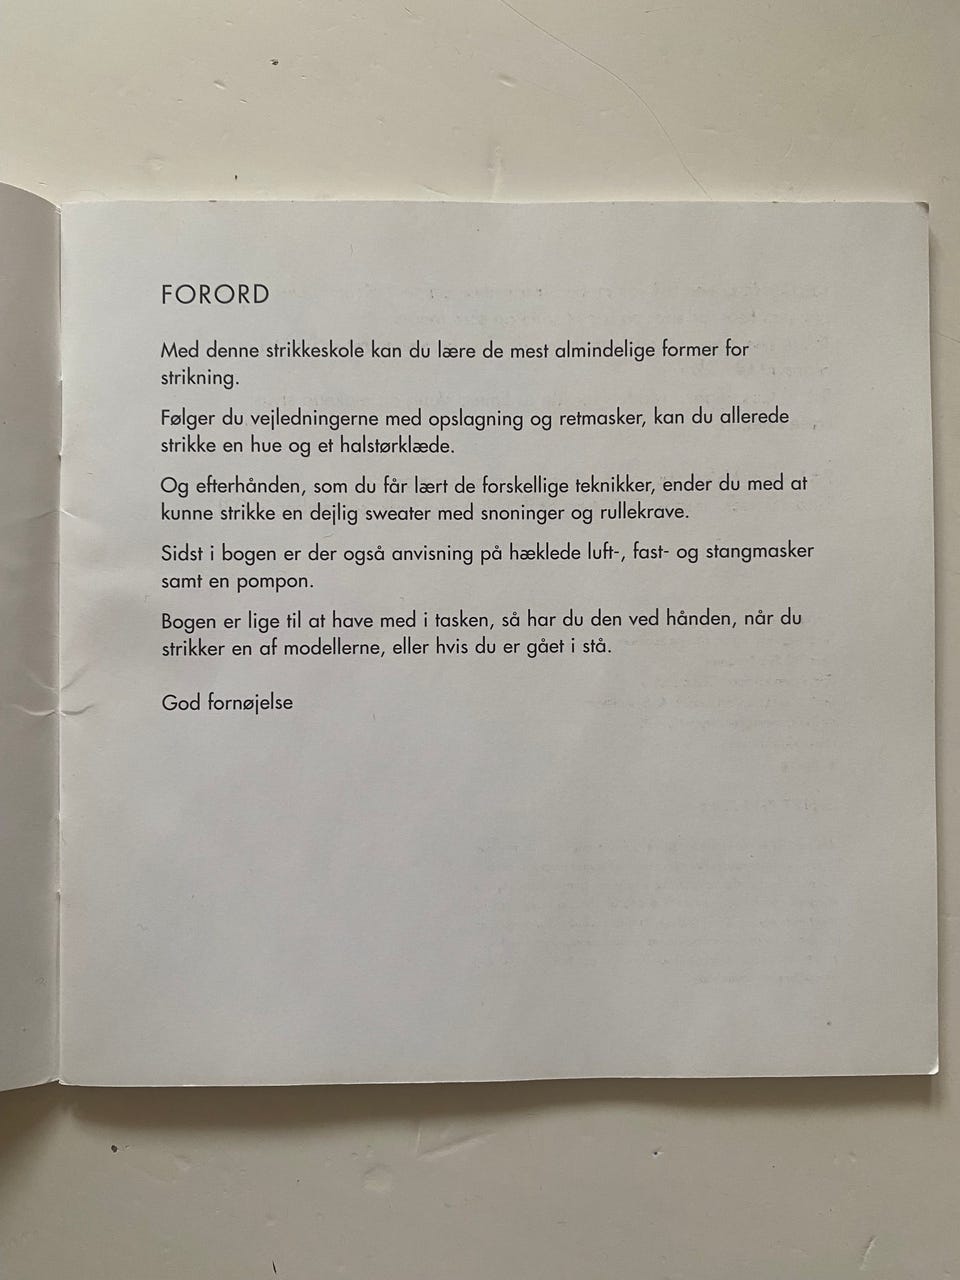 FORORD
Med denne strikkeskole kan du lære de mest almindelige former for
strikning.
Følger du vejledningerne med opslagning og retmasker, kan du allerede
strikke en hue og et halstørklæde.
Og efterhånden, som du får lært de forskellige teknikker, ender du med at
kunne strikke en dejlig sweater med snoninger og rullekrave.
Sidst i bogen er der også anvisning på hæklede luft-, fast- og stangmasker
samt en pompon.
Bogen er lige til at have med i tasken, så har du den ved hånden, når du
strikker en af modellerne, eller hvis du er gået i stå.
God fornøjelse